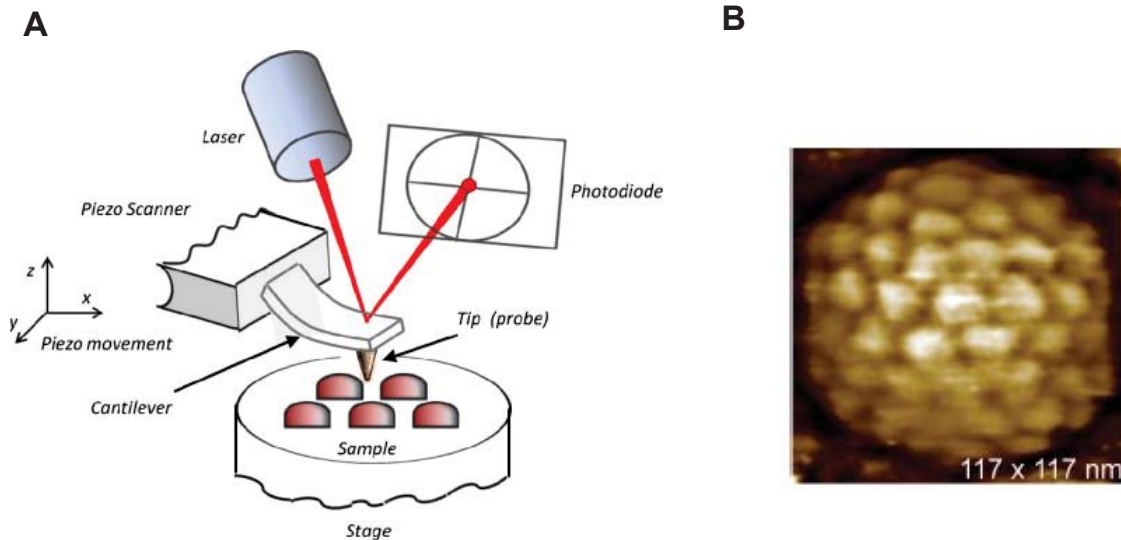 A
B
Laser
Photodiode
Piezo Scanner
z
x
y
Piezo movement
Tip (probe)
Cantilever
Sample
Stage
117 x 117 nm